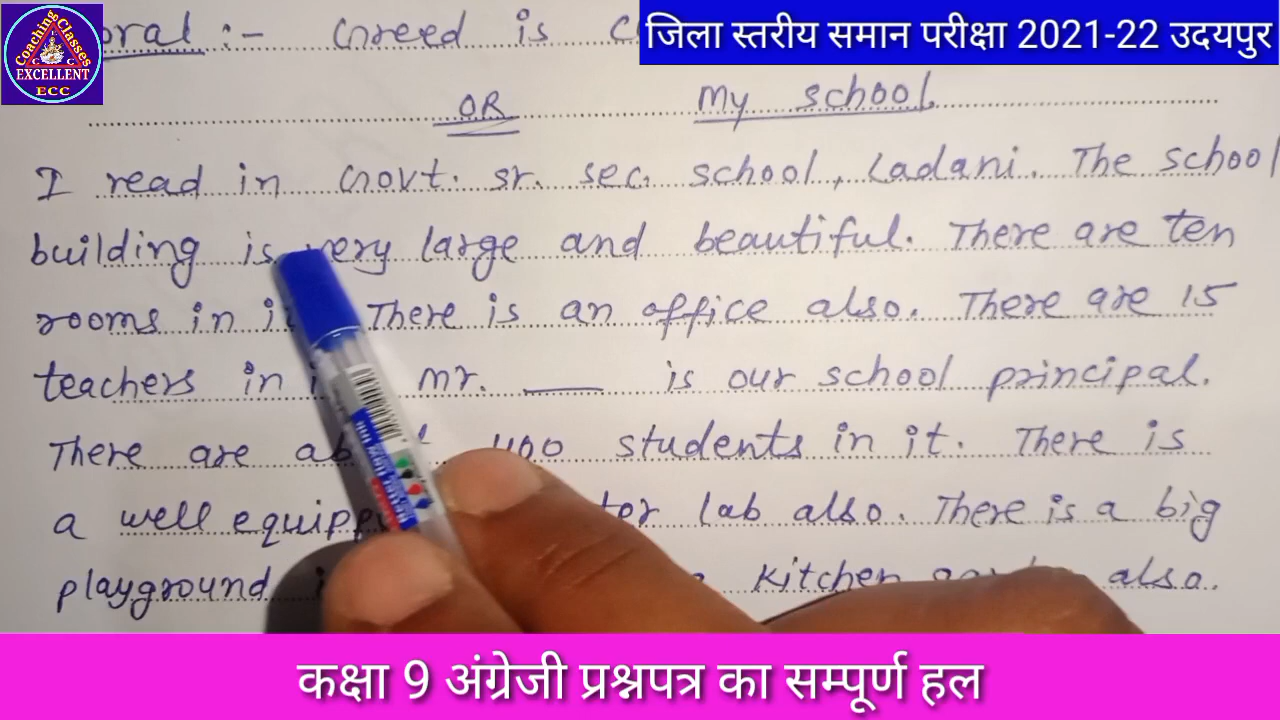 Coaching Classes
EXCELLENT
ECC
जिला स्तरीय समान परीक्षा 2021-22 उदयपुर
oral :- Greed is
OR My school
I read in Govt. sr. sec. school, Ladani. The school
building is very large and beautiful. There are ten
rooms in it There is an office also. There are 15
teachers in mr. ___ is our school principal.
There are 400 students in it. There is
a well lab also. There is a big
playground kitchen also.
कक्षा 9 अंग्रेजी प्रश्नपत्र का सम्पूर्ण हल